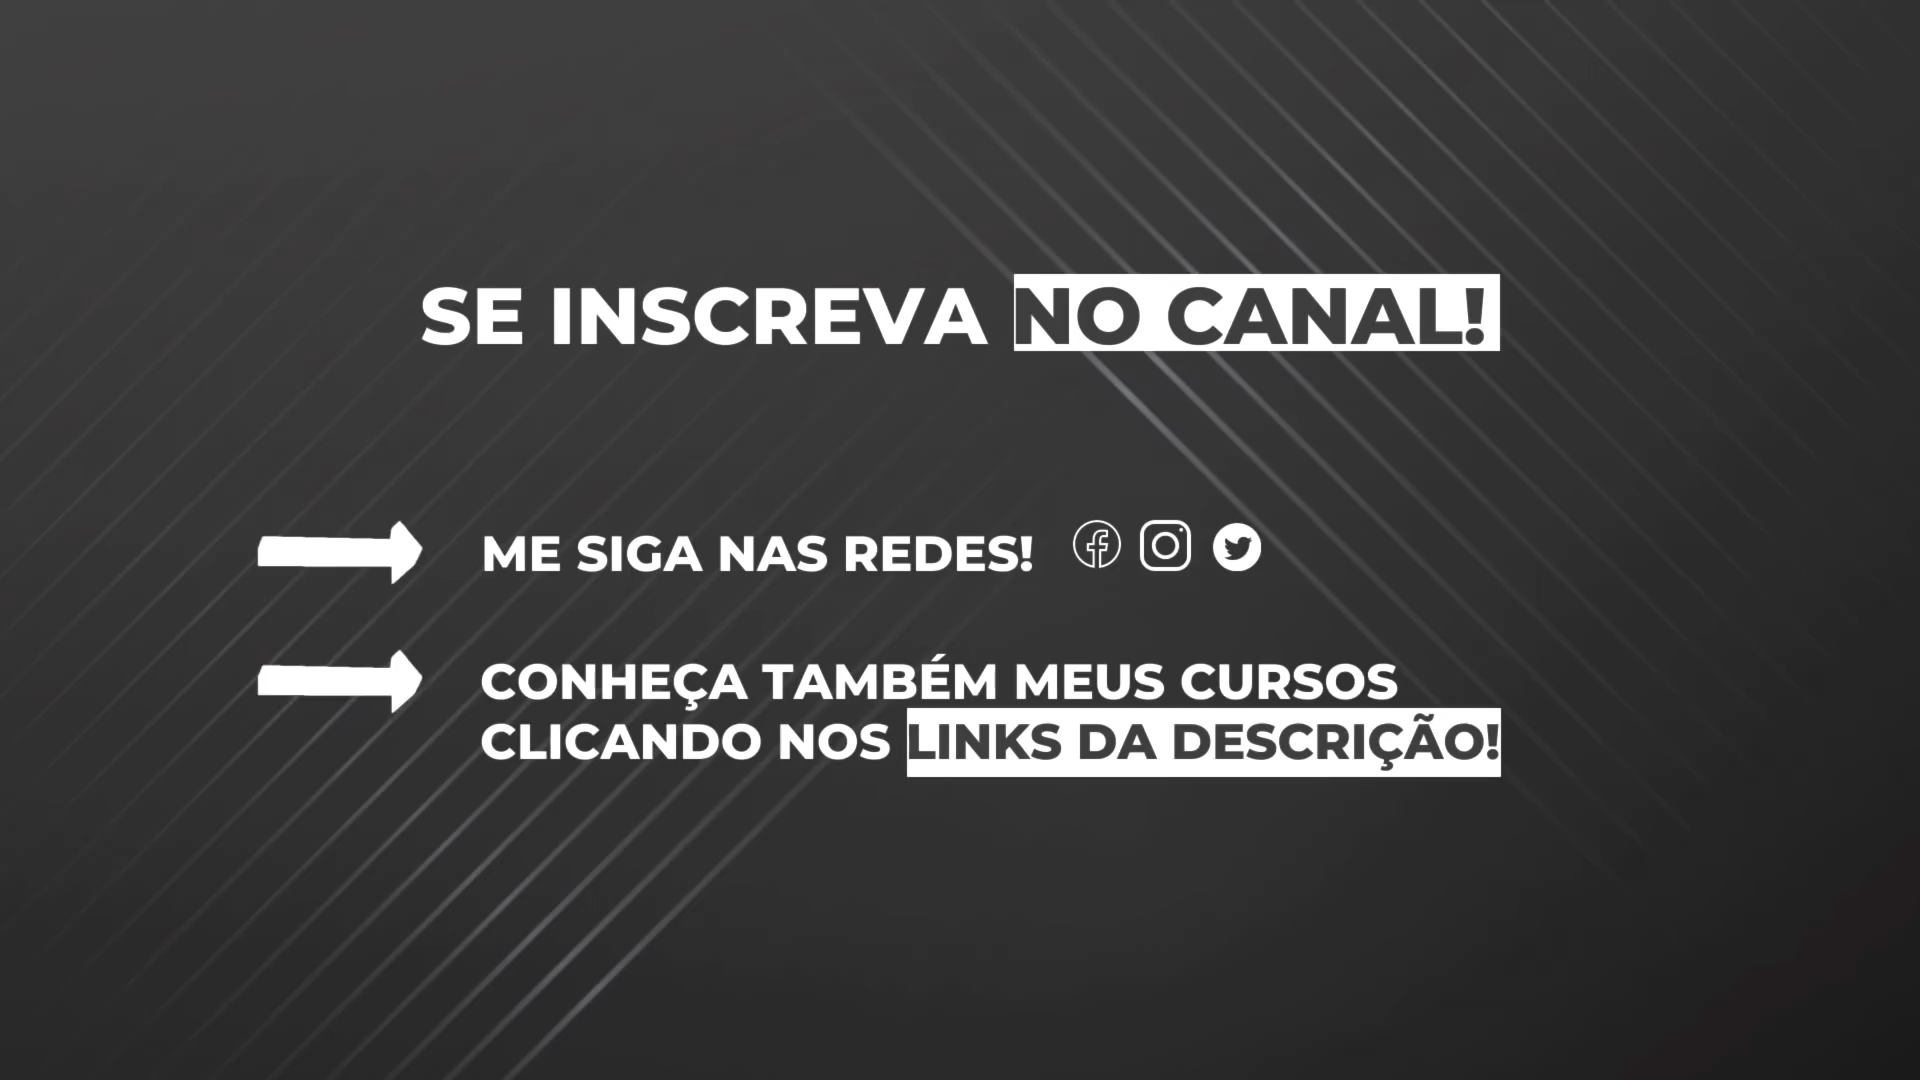 SE INSCREVA NO CANAL!
ME SIGA NAS REDES!
CONHEÇA TAMBÉM MEUS CURSOS
CLICANDO NOS LINKS DA DESCRIÇÃO!